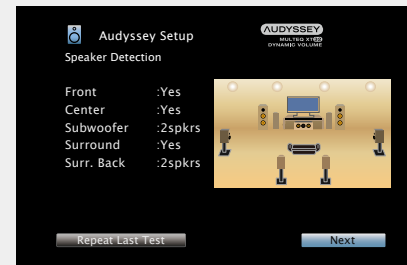 Audyssey Setup
AUDYSSEY
MULTEQ XT32
DYNAMIC VOLUME
Speaker Detection
Front :Yes
Center :Yes
Subwoofer :2spkrs
Surround :Yes
Surr. Back :2spkrs
Repeat Last Test
Next